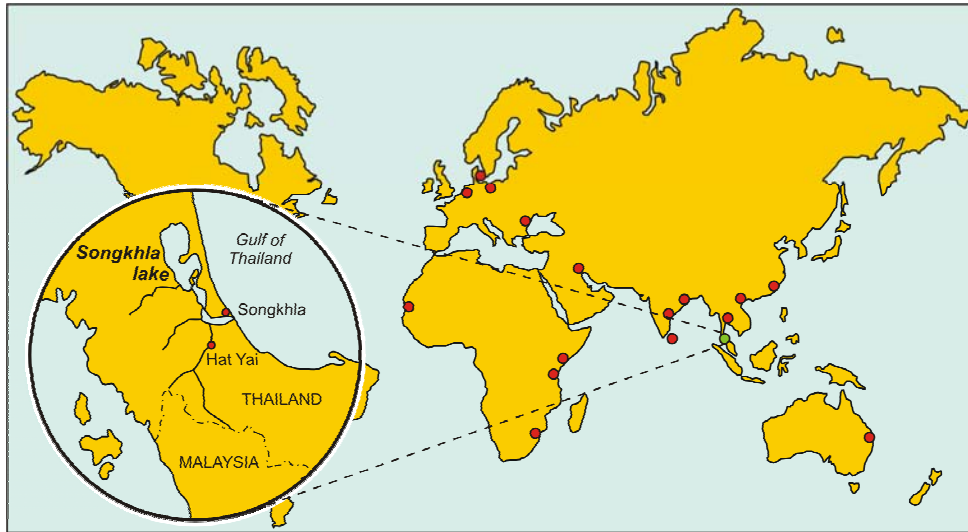 Gulf of
Thailand
Songkhla
lake
Songkhla
Hat Yai
THAILAND
MALAYSIA